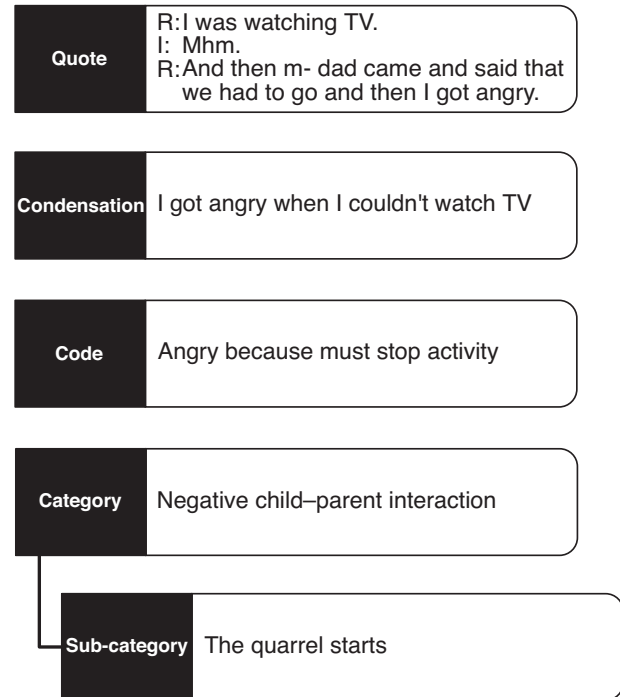 Quote
R:I was watching TV.
I: Mhm.
R:And then m- dad came and said that
we had to go and then I got angry.
Condensation
I got angry when I couldn't watch TV
Code
Angry because must stop activity
Category
Negative child–parent interaction
Sub-category
The quarrel starts